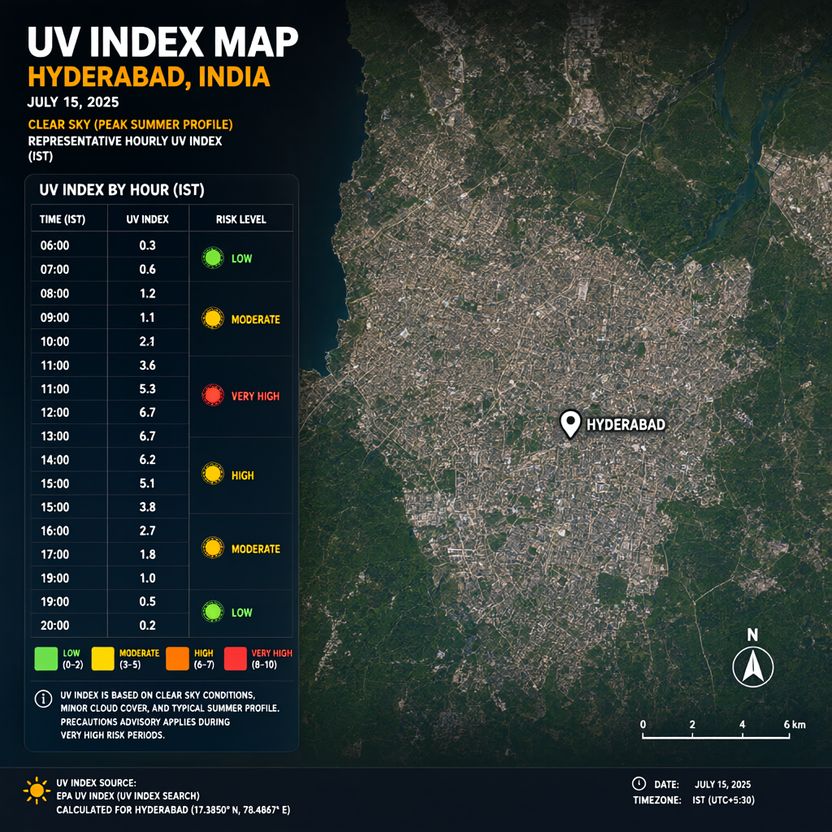 UV INDEX MAP
HYDERABAD, INDIA
JULY 15, 2025
CLEAR SKY (PEAK SUMMER PROFILE)
REPRESENTATIVE HOURLY UV INDEX
(IST)
UV INDEX BY HOUR (IST)
TIME (IST) UV INDEX RISK LEVEL
06:00 0.3
LOW
07:00 0.6
08:00 1.2
09:00 1.1 MODERATE
10:00 2.1
11:00 3.6
11:00 5.3 VERY HIGH
12:00 6.7
13:00 6.7
14:00 6.2
HIGH
15:00 5.1
15:00 3.8
16:00 2.7
17:00 1.8 MODERATE
19:00 1.0
19:00 0.5 LOW
20:00 0.2
LOW
(0-2)
MODERATE
(3-5)
HIGH
(6-7)
VERY HIGH
(8-10)
UV INDEX IS BASED ON CLEAR SKY CONDITIONS,
MINOR CLOUD COVER, AND TYPICAL SUMMER PROFILE.
PRECAUTIONS ADVISORY APPLIES DURING
VERY HIGH RISK PERIODS.
HYDERABAD
N
0 2 4 6 km
UV INDEX SOURCE:
EPA UV INDEX (UV INDEX SEARCH)
CALCULATED FOR HYDERABAD (17.3850° N, 78.4867° E)
DATE: JULY 15, 2025
TIMEZONE: IST (UTC+5:30)